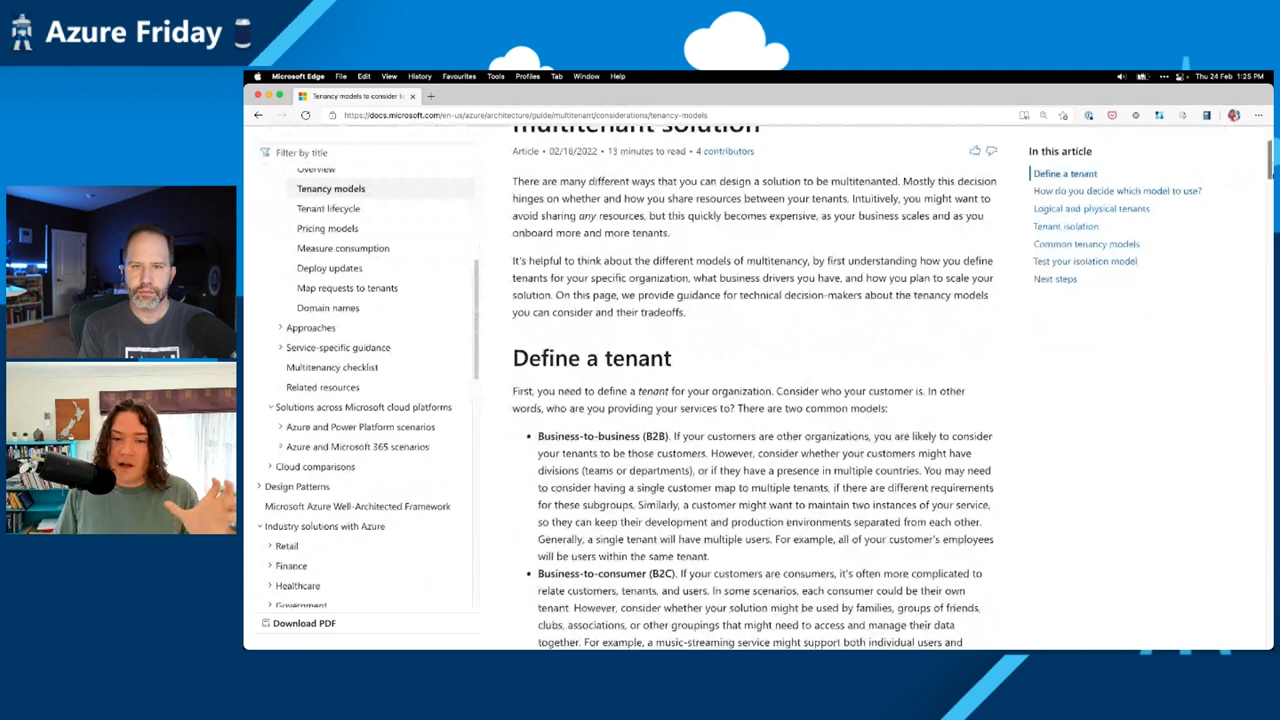 Azure Friday
Microsoft Edge File Edit View History Favourites Tools Profiles Tab Window Help
Thu 24 Feb 1:25 PM
Tenancy models to consider f
https://docs.microsoft.com/en-us/azure/architecture/guide/multitenant/considerations/tenancy-models
Filter by title
Overview
Tenancy models
Tenant lifecycle
Pricing models
Measure consumption
Deploy updates
Map requests to tenants
Domain names
Approaches
Service-specific guidance
Multitenancy checklist
Related resources
Solutions across Microsoft cloud platforms
Azure and Power Platform scenarios
Azure and Microsoft 365 scenarios
Cloud comparisons
Design Patterns
Microsoft Azure Well-Architected Framework
Industry solutions with Azure
Retail
Finance
Healthcare
Government
Download PDF
multitenant solution
Article • 02/16/2022 • 13 minutes to read • 4 contributors
There are many different ways that you can design a solution to be multitenanted. Mostly this decision
hinges on whether and how you share resources between your tenants. Intuitively, you might want to
avoid sharing any resources, but this quickly becomes expensive, as your business scales and as you
onboard more and more tenants.
It's helpful to think about the different models of multitenancy, by first understanding how you define
tenants for your specific organization, what business drivers you have, and how you plan to scale your
solution. On this page, we provide guidance for technical decision-makers about the tenancy models
you can consider and their tradeoffs.
Define a tenant
First, you need to define a tenant for your organization. Consider who your customer is. In other
words, who are you providing your services to? There are two common models:
• Business-to-business (B2B). If your customers are other organizations, you are likely to consider
your tenants to be those customers. However, consider whether your customers might have
divisions (teams or departments), or if they have a presence in multiple countries. You may need
to consider having a single customer map to multiple tenants, if there are different requirements
for these subgroups. Similarly, a customer might want to maintain two instances of your service,
so they can keep their development and production environments separated from each other.
Generally, a single tenant will have multiple users. For example, all of your customer's employees
will be users within the same tenant.
• Business-to-consumer (B2C). If your customers are consumers, it's often more complicated to
relate customers, tenants, and users. In some scenarios, each consumer could be their own
tenant. However, consider whether your solution might be used by families, groups of friends,
clubs, associations, or other groupings that might need to access and manage their data
together. For example, a music-streaming service might support both individual users and
In this article
Define a tenant
How do you decide which model to use?
Logical and physical tenants
Tenant isolation
Common tenancy models
Test your isolation model
Next steps